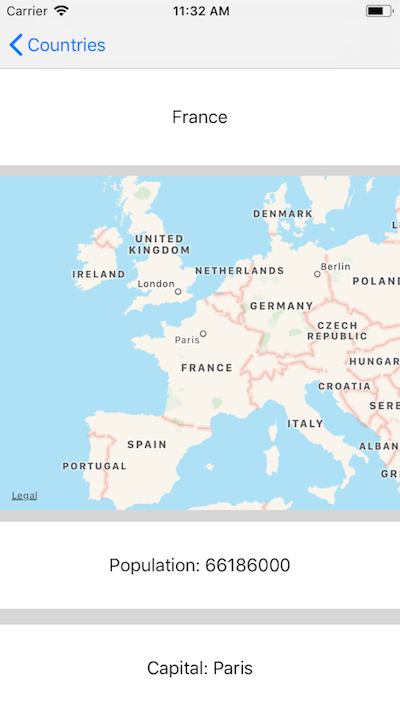 Carrier 11:32 AM
Countries
France
DENMARK
UNITED
KINGDOM
IRELAND
NETHERLANDS
Berlin
London
POLAND
GERMANY
CZECH
REPUBLIC
Paris
FRANCE
HUNGAR
CROATIA
SERB
ITALY
SPAIN
ALBAN
PORTUGAL
GR
Legal
Population: 66186000
Capital: Paris